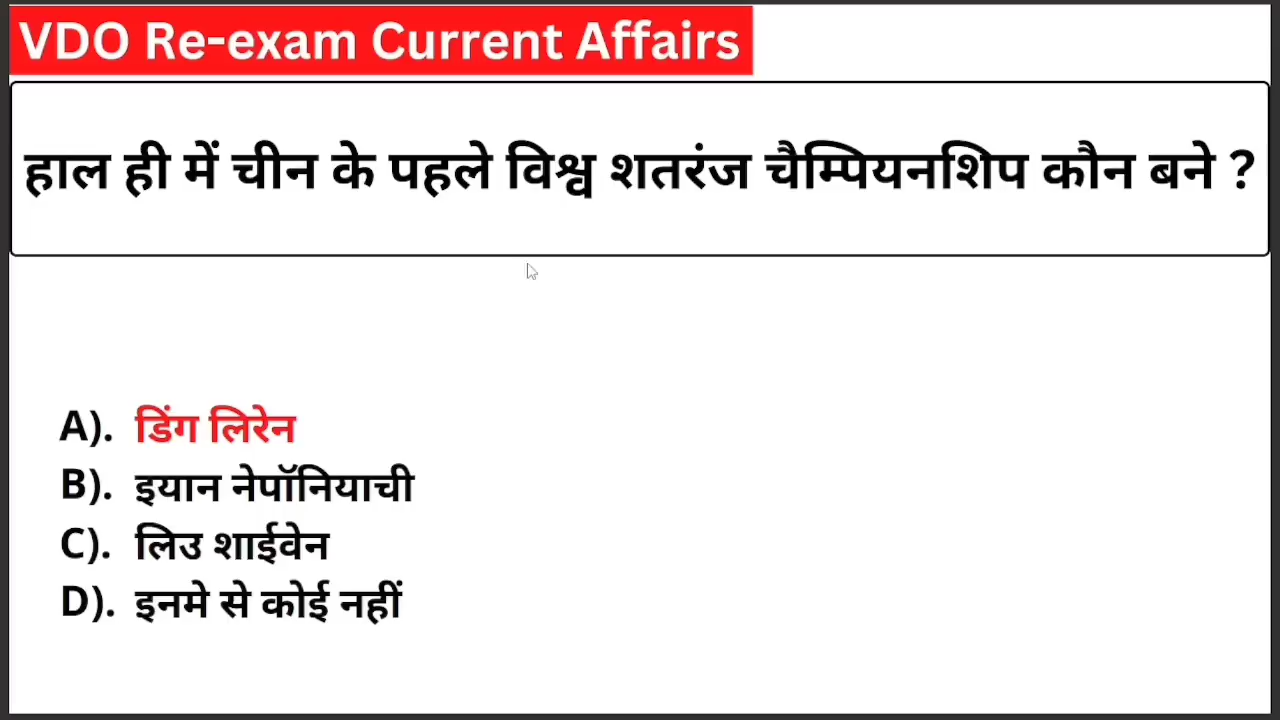 VDO Re-exam Current Affairs
हाल ही में चीन के पहले विश्व शतरंज चैम्पियनशिप कौन बने ?
A). डिंग लिरेन
B). इयान नेपॉनियाची
C). लिउ शाईवेन
D). इनमे से कोई नहीं